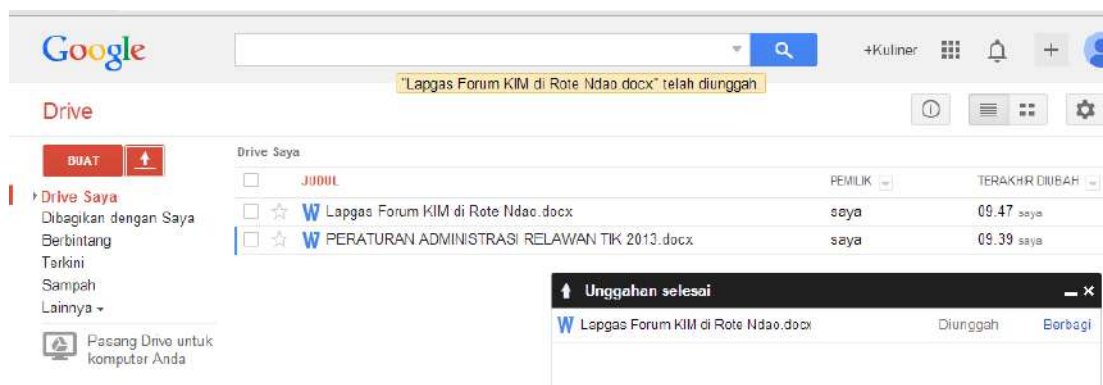 Google
+Kuliner
"Lapgas Forum KIM di Rote Ndao.docx" telah diunggah.
Drive
BUAT
Drive Saya
JUDUL PEMILIK TERAKHIR DIUBAH
Lapgas Forum KIM di Rote Ndao.docx saya 09.47 saya
PERATURAN ADMINISTRASI RELAWAN TIK 2013.docx saya 09.39 saya
Drive Saya
Dibagikan dengan Saya
Berbintang
Terkini
Sampah
Lainnya
Pasang Drive untuk
komputer Anda
Unggahan selesai
Lapgas Forum KIM di Rote Ndao.docx Diunggah Berbagi